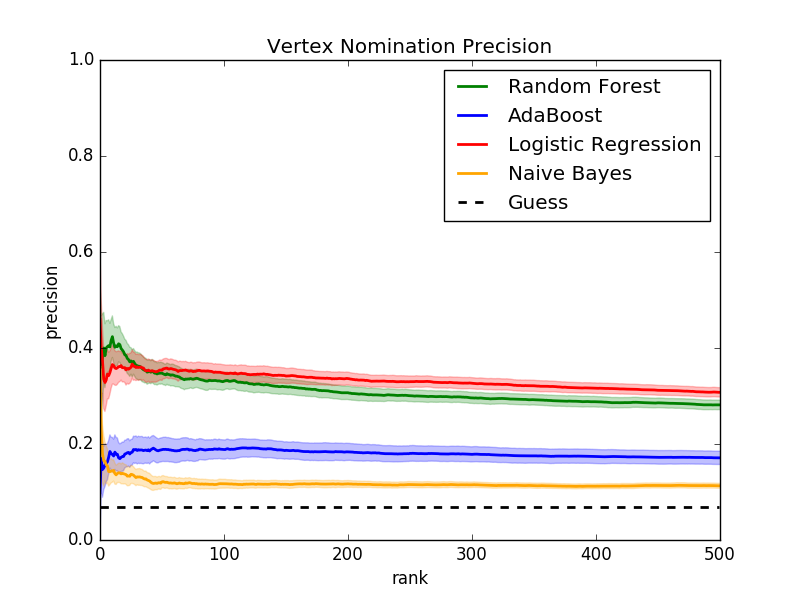 Vertex Nomination Precision
1.0
0.8
0.6
0.4
0.2
0.0
precision
Random Forest
AdaBoost
Logistic Regression
Naive Bayes
Guess
0 100 200 300 400 500
rank